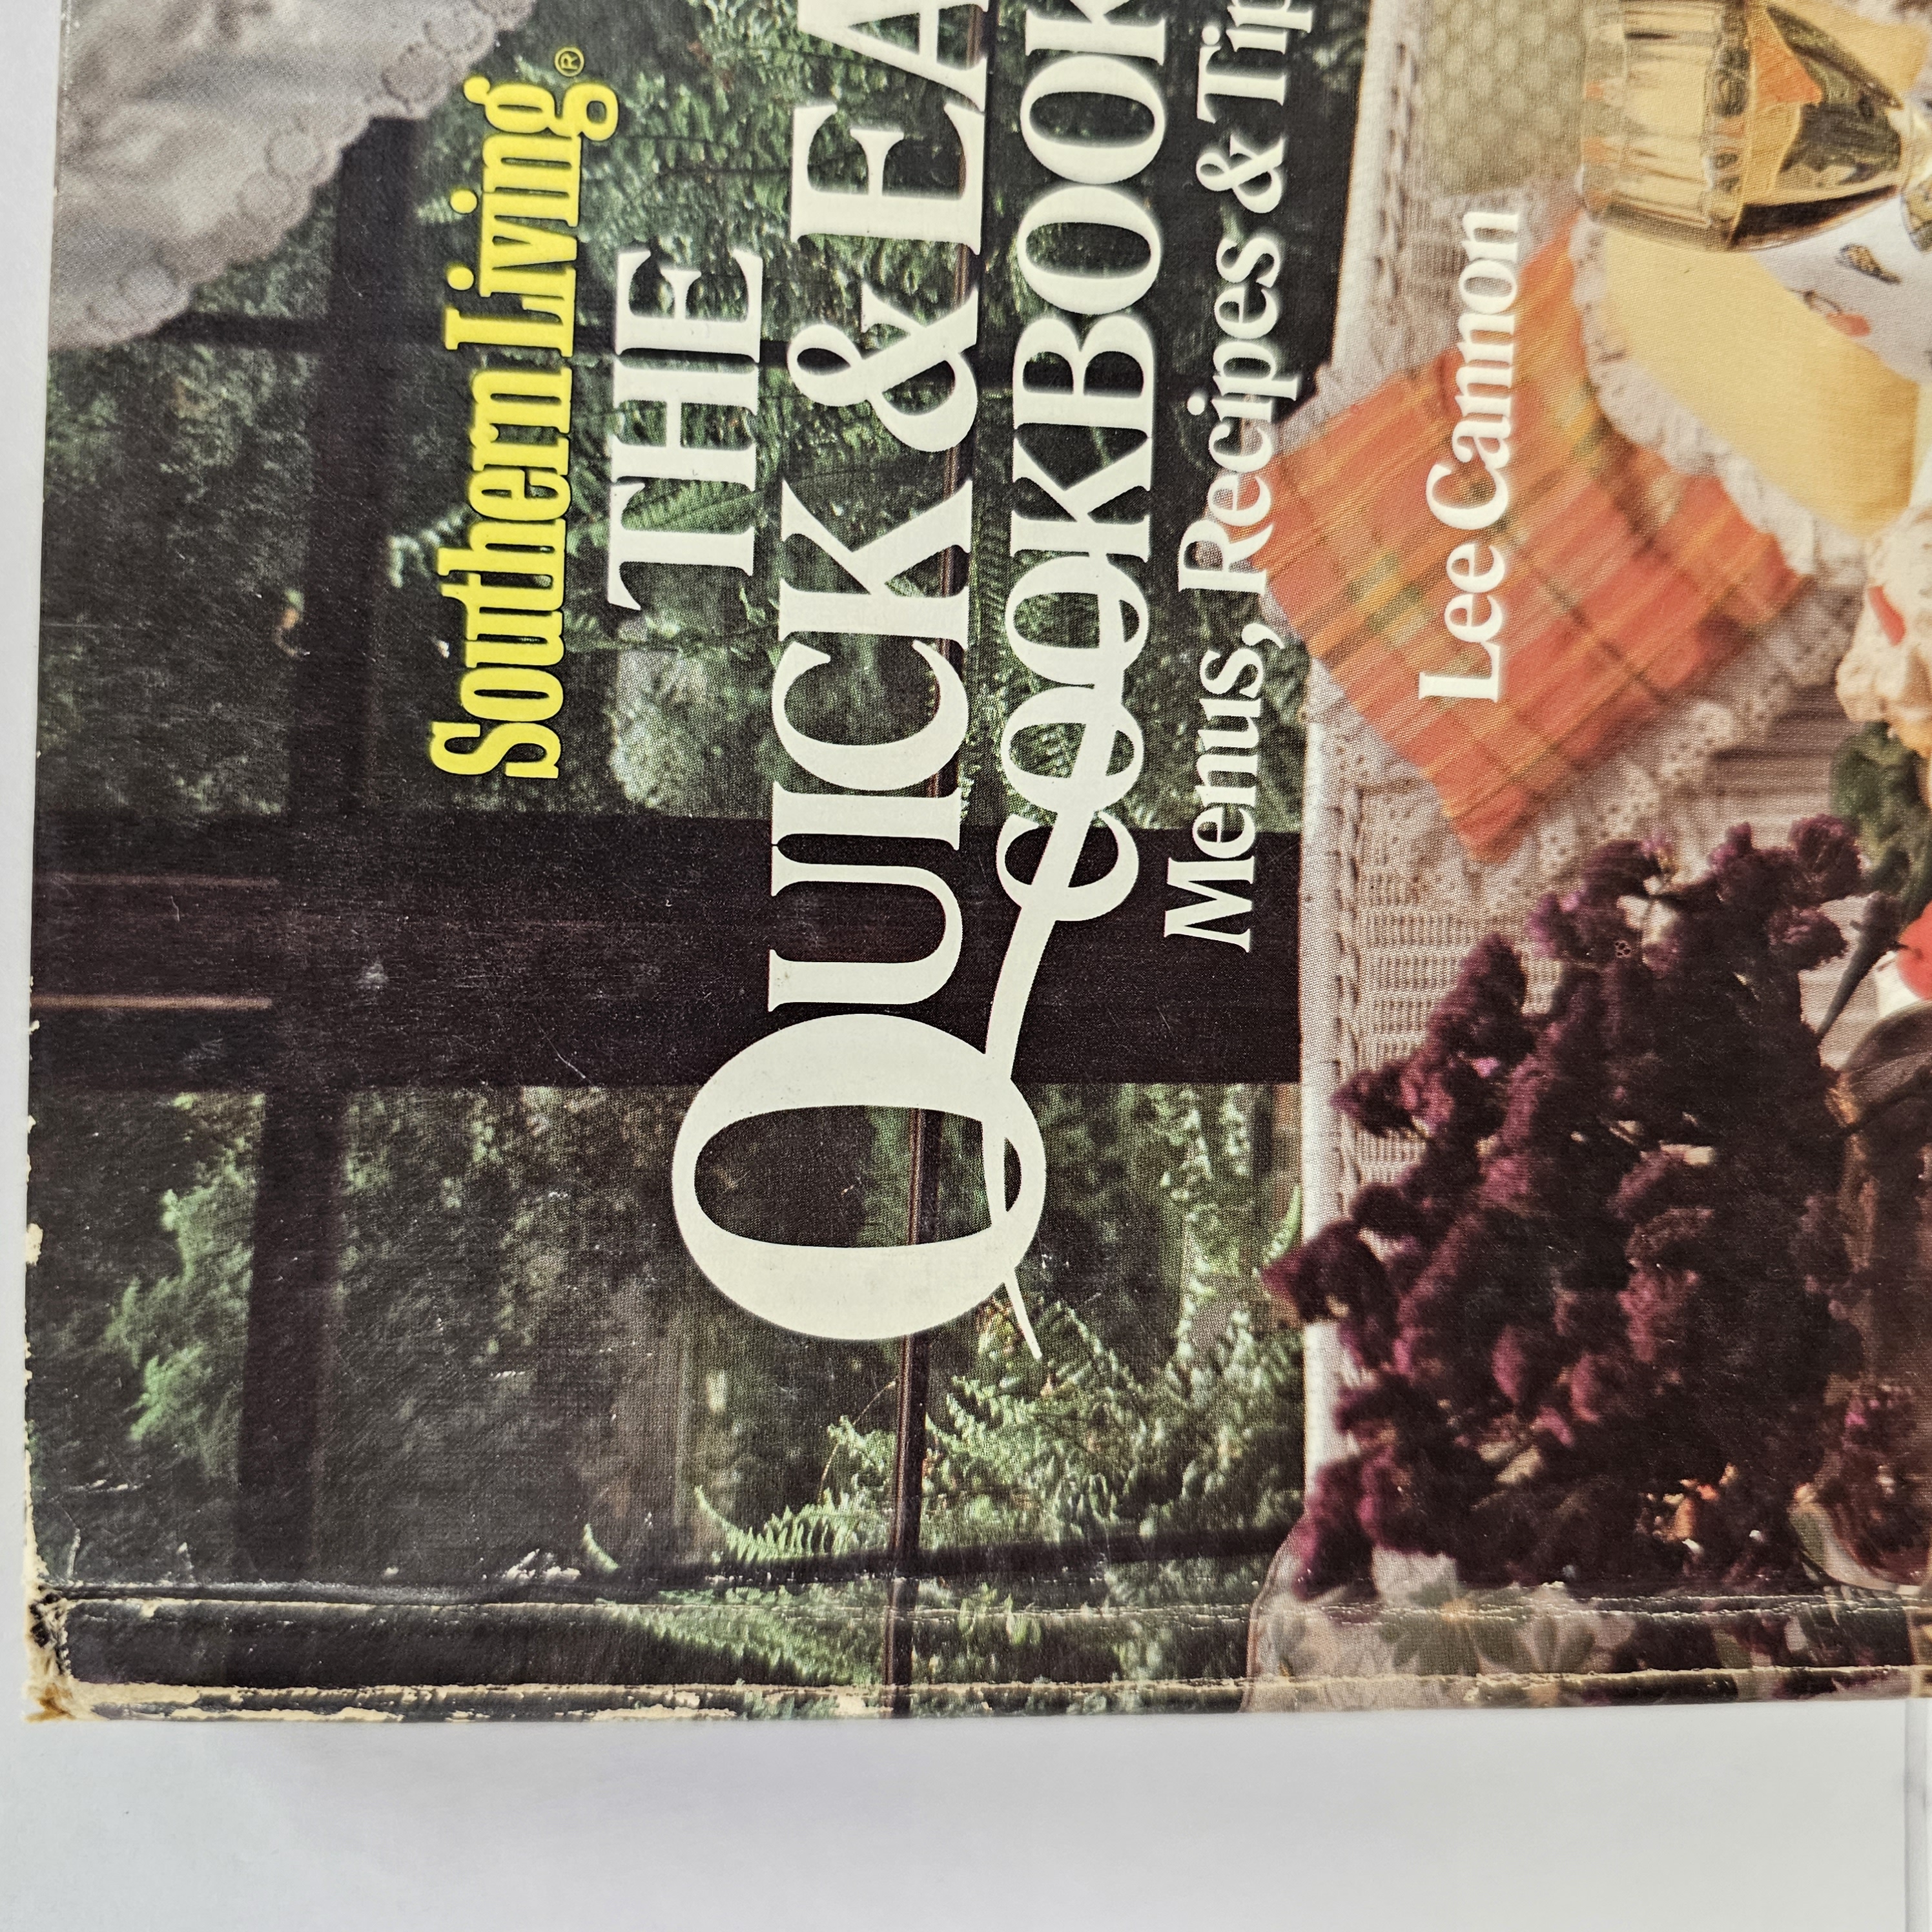 Southern Living®
THE
QUICK & EA
COOKBOOK
Menus, Recipes & Tip
Lee Cannon